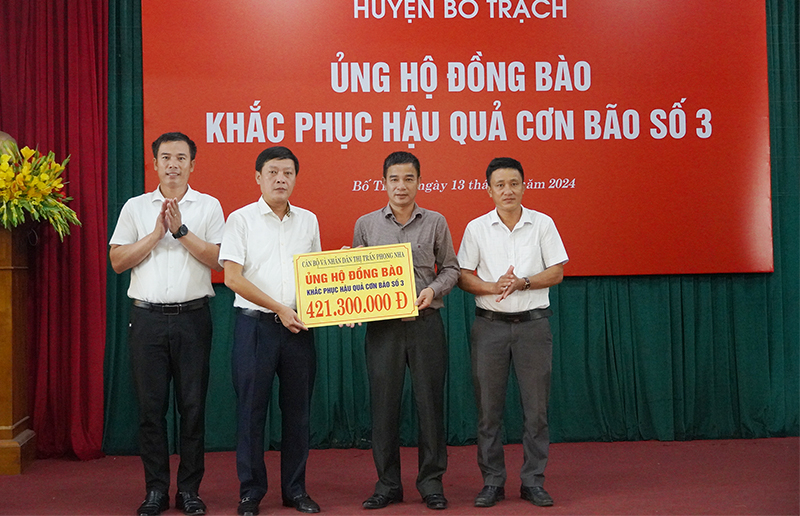 HUYỆN BỐ TRẠCH
ỦNG HỘ ĐỒNG BÀO
KHẮC PHỤC HẬU QUẢ CƠN BÃO SỐ 3
Bố Tr ngày 13 th năm 2024
CÁN BỘ VÀ NHÂN DÂN THỊ TRẤN PHONG NHA
ỦNG HỘ ĐỒNG BÀO
KHẮC PHỤC HẬU QUẢ CƠN BÃO SỐ 3
421.300.000 Đ